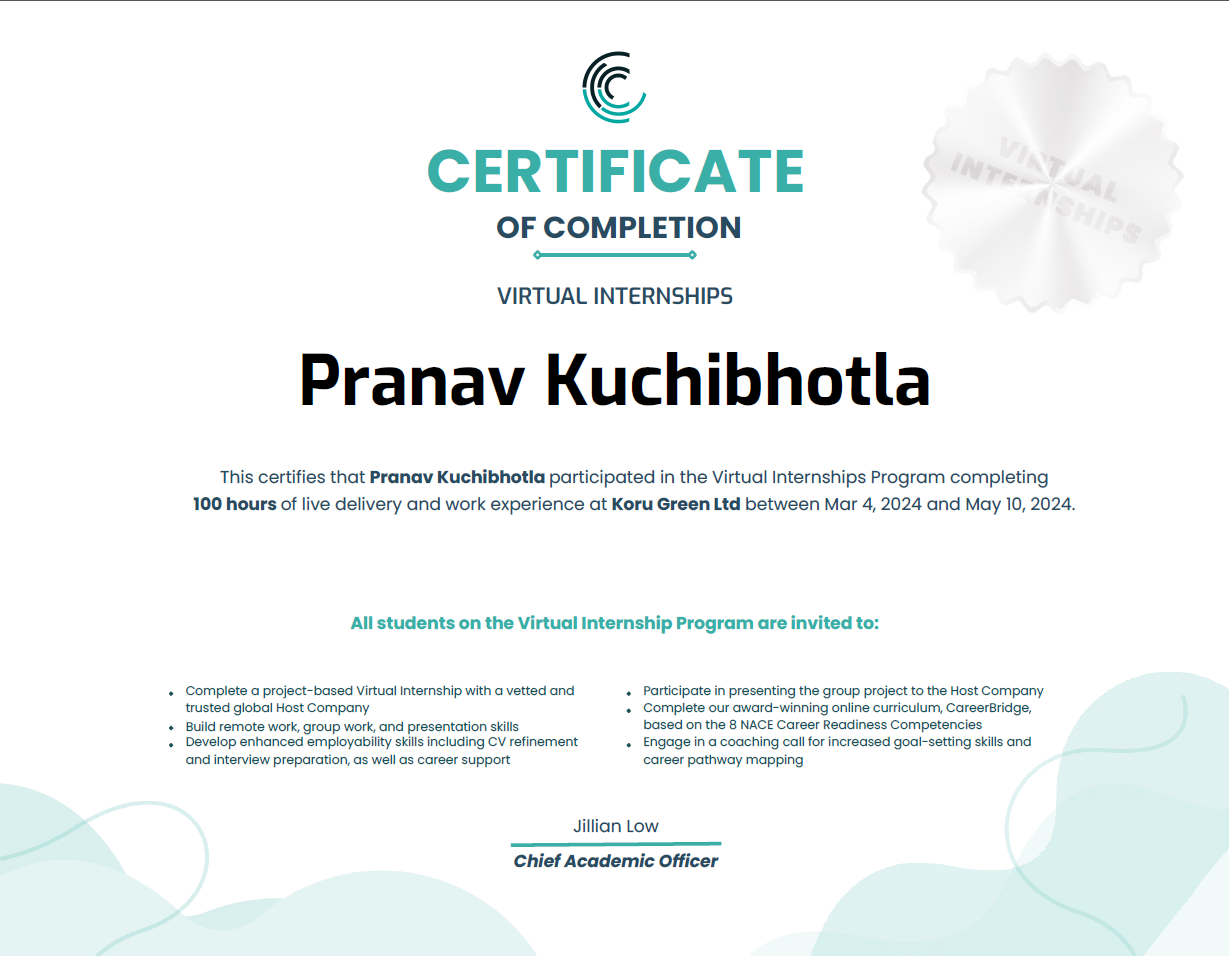 CERTIFICATE
OF COMPLETION
VIRTUAL INTERNSHIPS
VIRTUAL
INTERNSHIPS
Pranav Kuchibhotla
This certifies that Pranav Kuchibhotla participated in the Virtual Internships Program completing
100 hours of live delivery and work experience at Koru Green Ltd between Mar 4, 2024 and May 10, 2024.
All students on the Virtual Internship Program are invited to:
Complete a project-based Virtual Internship with a vetted and
trusted global Host Company
Build remote work, group work, and presentation skills
Develop enhanced employability skills including CV refinement
and interview preparation, as well as career support
Participate in presenting the group project to the Host Company
Complete our award-winning online curriculum, CareerBridge,
based on the 8 NACE Career Readiness Competencies
Engage in a coaching call for increased goal-setting skills and
career pathway mapping
Jillian Low
Chief Academic Officer